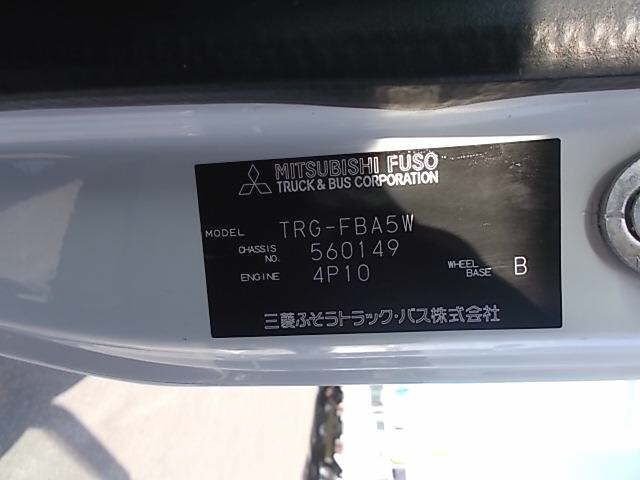 MITSUBISHI FUSO
TRUCK & BUS CORPORATION
MODEL TRG-FBA5W
CHASSIS NO. 560149
ENGINE 4P10 WHEEL BASE B
三菱ふそうトラック・バス株式会社